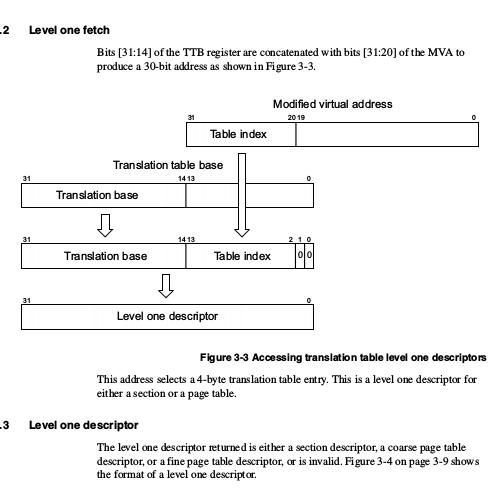 .2 Level one fetch
Bits [31:14] of the TTB register are concatenated with bits [31:20] of the MVA to
produce a 30-bit address as shown in Figure 3-3.
Modified virtual address
31 20 19 0
Table index
Translation table base
31 14 13 0
Translation base
31 14 13 2 1 0
Translation base Table index 0 0
31 0
Level one descriptor
Figure 3-3 Accessing translation table level one descriptors
This address selects a 4-byte translation table entry. This is a level one descriptor for
either a section or a page table.
.3 Level one descriptor
The level one descriptor returned is either a section descriptor, a coarse page table
descriptor, or a fine page table descriptor, or is invalid. Figure 3-4 on page 3-9 shows
the format of a level one descriptor.